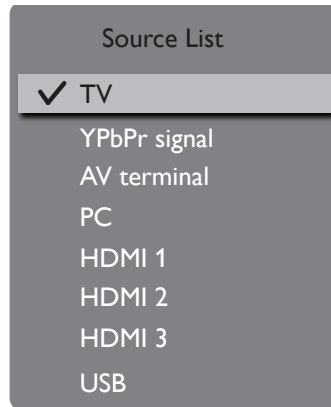 Source List
TV
YPbPr signal
AV terminal
PC
HDMI 1
HDMI 2
HDMI 3
USB